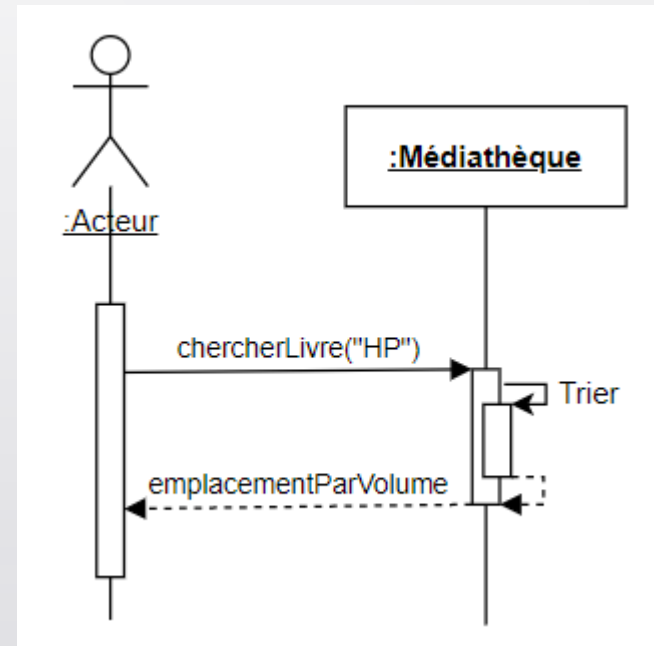 :Médiathèque
:Acteur
chercherLivre("HP")
Trier
emplacementParVolume